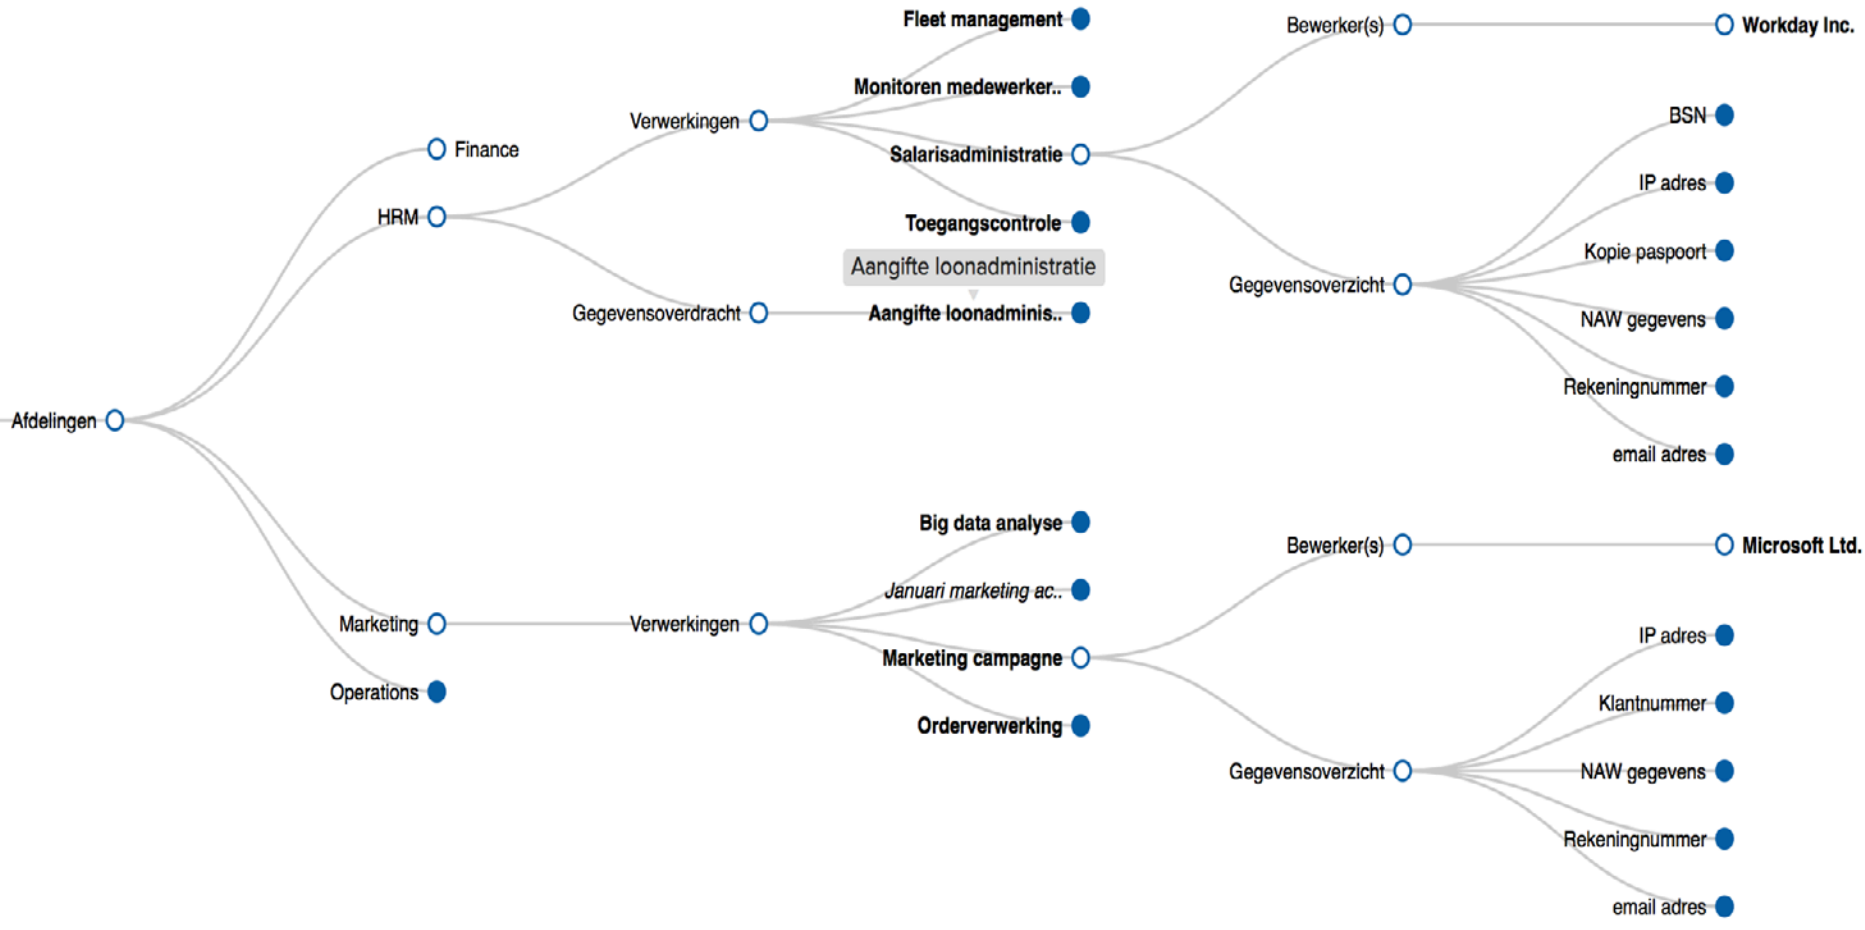 Afdelingen
Finance
HRM
Verwerkingen
Fleet management
Monitoren medewerker..
Salarisadministratie
Bewerker(s)
Workday Inc.
Gegevensoverzicht
BSN
IP adres
Kopie paspoort
NAW gegevens
Rekeningnummer
email adres
Toegangscontrole
Gegevensoverdracht
Aangifte loonadministratie
Aangifte loonadminis..
Marketing
Verwerkingen
Big data analyse
Januari marketing ac..
Marketing campagne
Bewerker(s)
Microsoft Ltd.
Gegevensoverzicht
IP adres
Klantnummer
NAW gegevens
Rekeningnummer
email adres
Orderverwerking
Operations